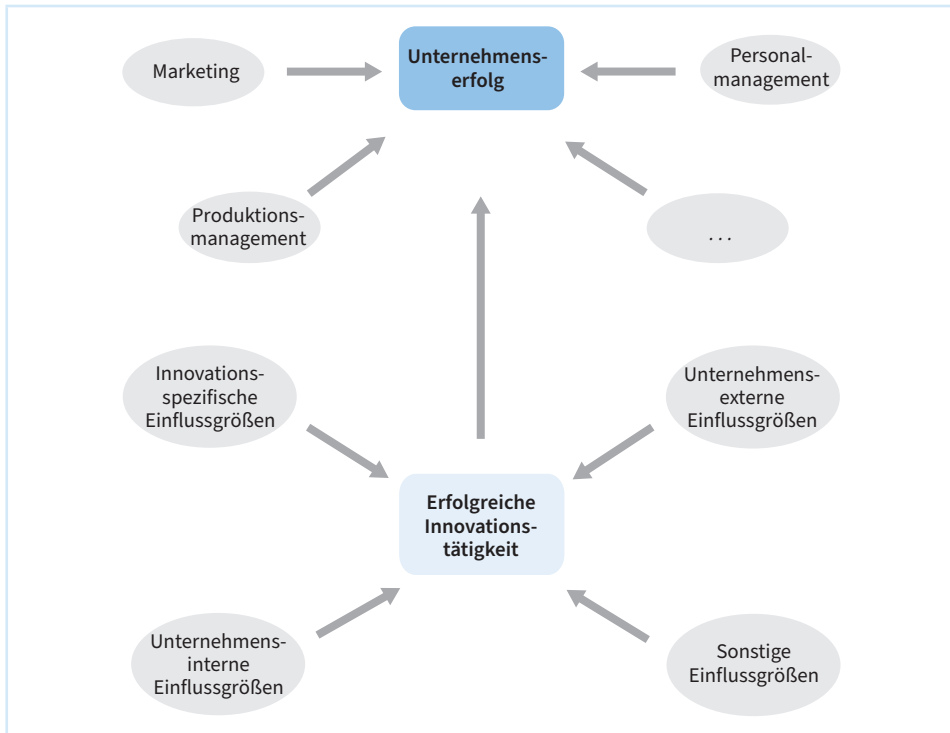 Marketing
Unternehmens-
erfolg
Personal-
management
Produktions-
management
...
Innovations-
spezifische
Einflussgrößen
Unternehmens-
externe
Einflussgrößen
Erfolgreiche
Innovations-
tätigkeit
Unternehmens-
interne
Einflussgrößen
Sonstige
Einflussgrößen